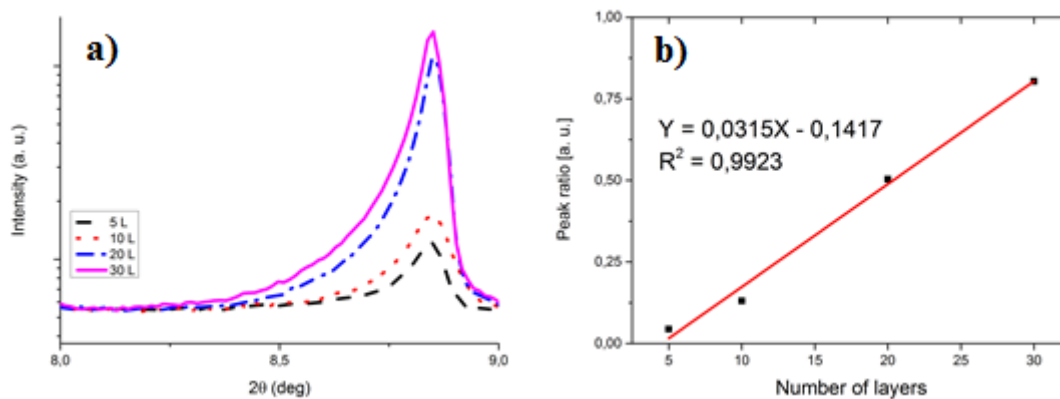 a)
Intensity (a. u.)
5 L
10 L
20 L
30 L
8,0
8,5
9,0
2θ (deg)
b)
Y = 0,0315X - 0,1417
R² = 0,9923
Peak ratio [a. u.]
1,00
0,75
0,50
0,25
0,00
5
10
15
20
25
30
Number of layers